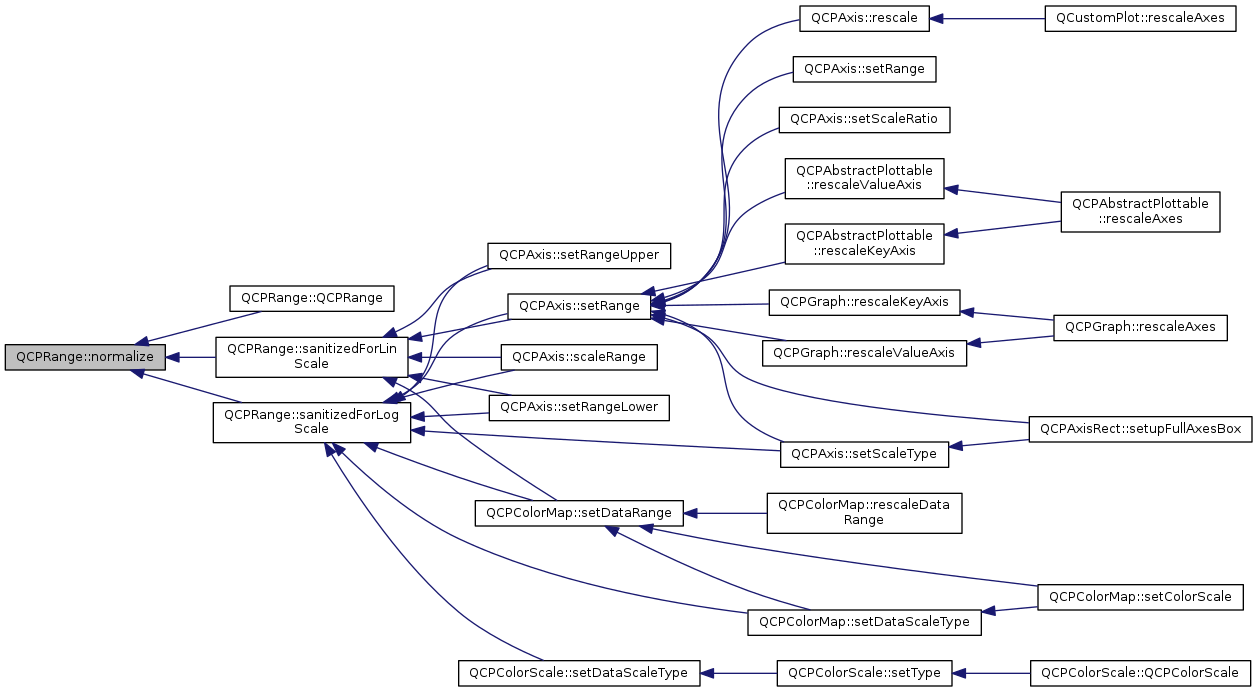 QCPRange::normalize
QCPRange::QCPRange
QCPRange::sanitizedForLin
Scale
QCPRange::sanitizedForLog
Scale
QCPAxis::setRangeUpper
QCPAxis::setRange
QCPAxis::scaleRange
QCPAxis::setRangeLower
QCPColorMap::setDataRange
QCPColorScale::setDataScaleType
QCPAxis::rescale
QCPAxis::setRange
QCPAxis::setScaleRatio
QCPAbstractPlottable
::rescaleValueAxis
QCPAbstractPlottable
::rescaleKeyAxis
QCPGraph::rescaleKeyAxis
QCPGraph::rescaleValueAxis
QCPAxis::setScaleType
QCPColorMap::rescaleData
Range
QCPColorMap::setDataScaleType
QCPColorScale::setType
QCustomPlot::rescaleAxes
QCPAbstractPlottable
::rescaleAxes
QCPGraph::rescaleAxes
QCPAxisRect::setupFullAxesBox
QCPColorMap::setColorScale
QCPColorScale::QCPColorScale